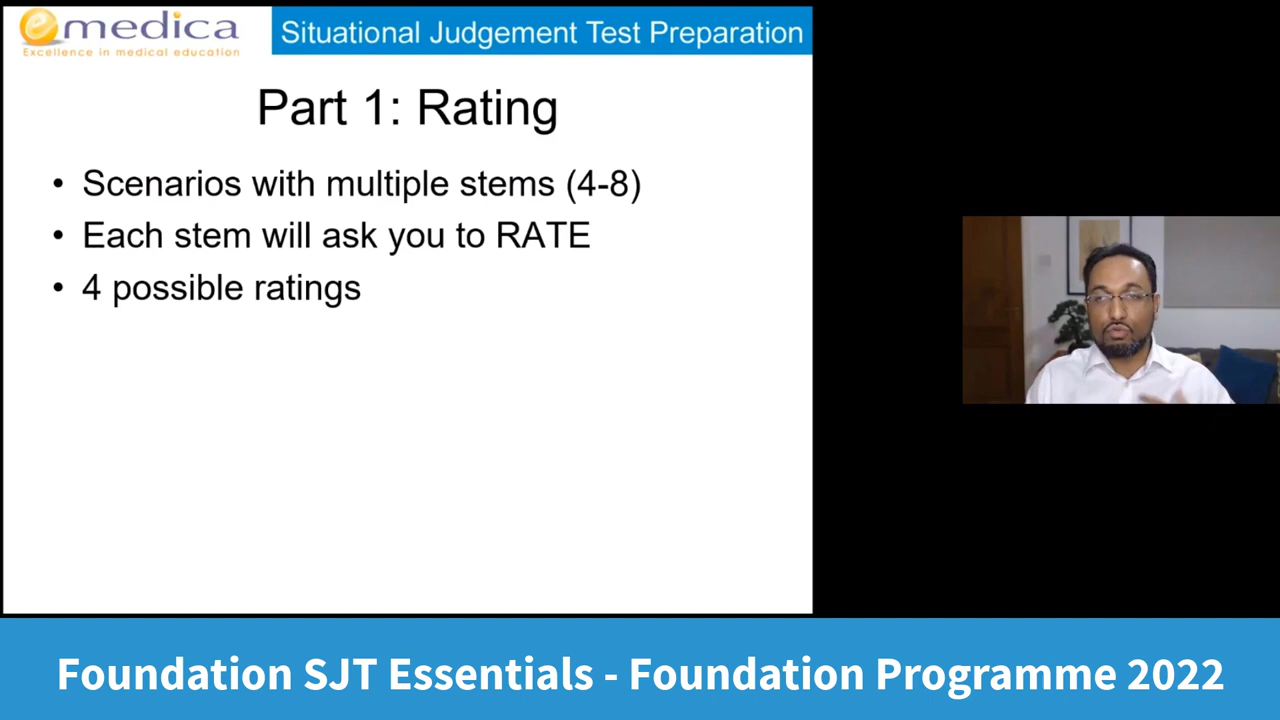 emedica
Excellence in medical education
Situational Judgement Test Preparation
Part 1: Rating
• Scenarios with multiple stems (4-8)
• Each stem will ask you to RATE
• 4 possible ratings
Foundation SJT Essentials - Foundation Programme 2022